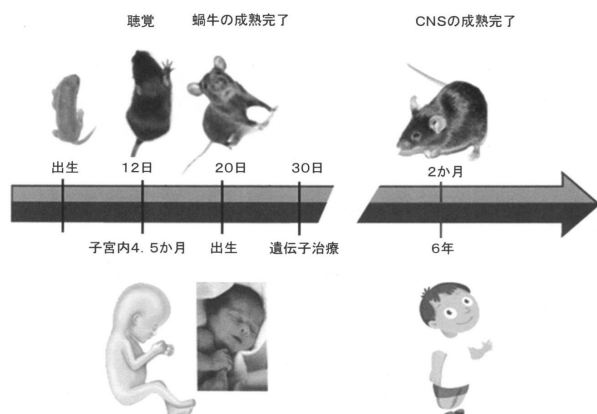 聴覚
蝸牛の成熟完了
CNSの成熟完了
出生
12日
20日
30日
2か月
子宮内4.5か月
出生
遺伝子治療
6年